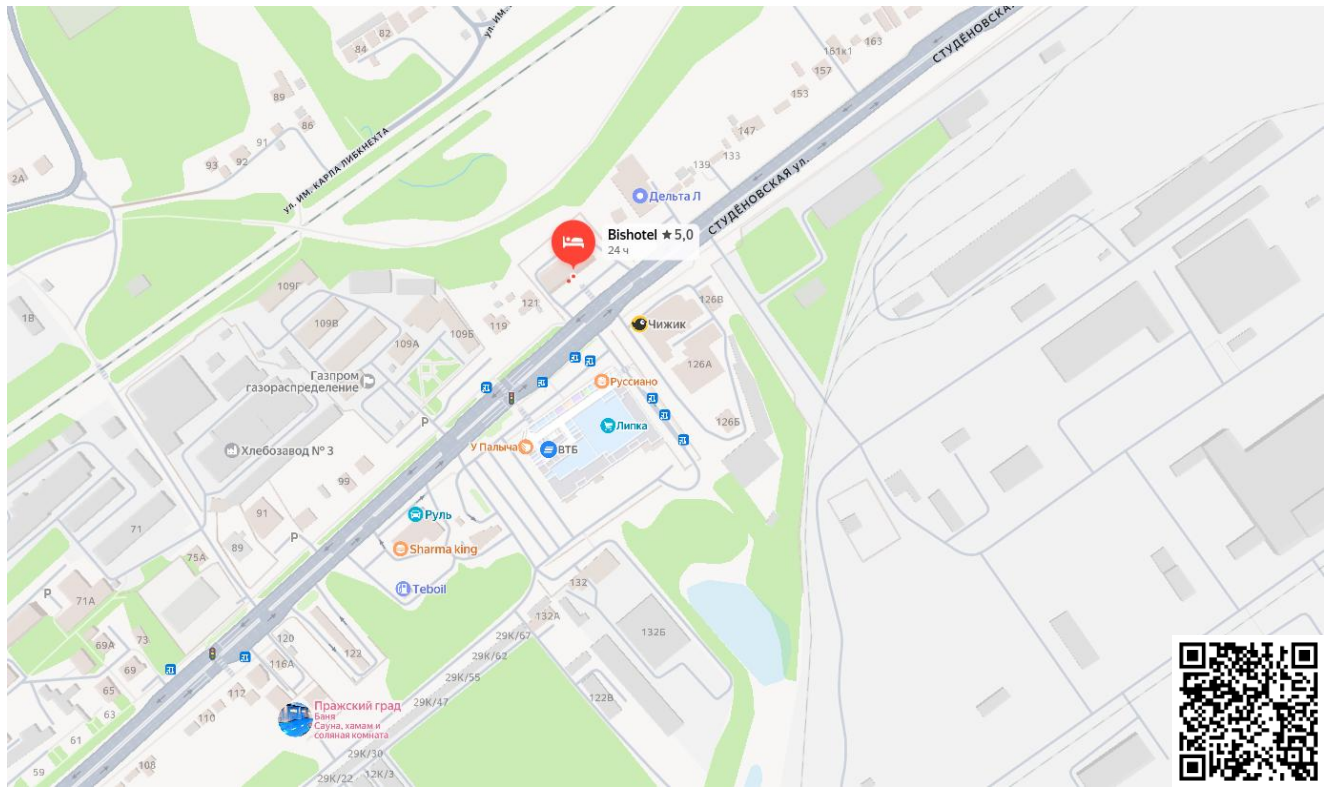 ул. ИМ.
82
84
СТУДЁНОВСКАЯ
163
161к1
157
153
89
86
147
91
133
139
93
92
2А
ул. ИМ. КАРЛА ЛИБКНЕХТА
Дельта Л
СТУДЁНОВСКАЯ ул.
Bishotel ★ 5,0
24 ч
109Г
121
126В
1В
109В
119
Чижик
109Б
109А
126А
Газпром
газораспределение
Руссиано
P
126Б
Липка
У Палыча
ВТБ
Хлебозавод № 3
99
91
Руль
71
P
89
Sharma king
75А
132
Teboil
P
71А
132А
132Б
29К/67
120
73
69А
122
29К/62
116А
69
29К/55
65
112
29К/47
122В
Пражский град
Баня
Сауна, хамам и
соляная комната
63
110
61
29К/30
108
59
29К/22
12К/3